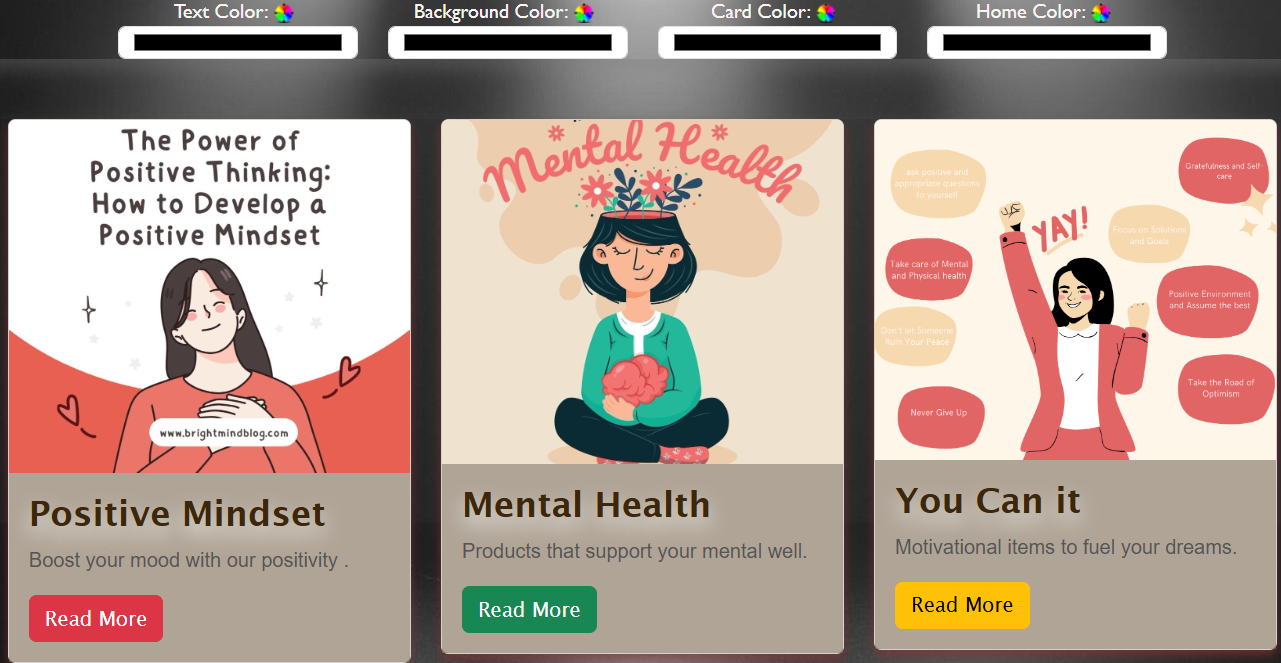 Text Color:
Background Color:
Card Color:
Home Color:
The Power of
Positive Thinking:
How to Develop a
Positive Mindset
www.brightmindblog.com
Positive Mindset
Boost your mood with our positivity .
Read More
Mental Health
Mental Health
Products that support your mental well.
Read More
ask positive and
appropriate questions
to yourself
Gratefulness and Self-
care
YAY!
Focus on Solutions
and Goals
Take care of Mental
and Physical health
Positive Environment
and Assume the best
Don't let Someone
Ruin Your Peace
Take the Road of
Optimism
Never Give Up
You Can it
Motivational items to fuel your dreams.
Read More